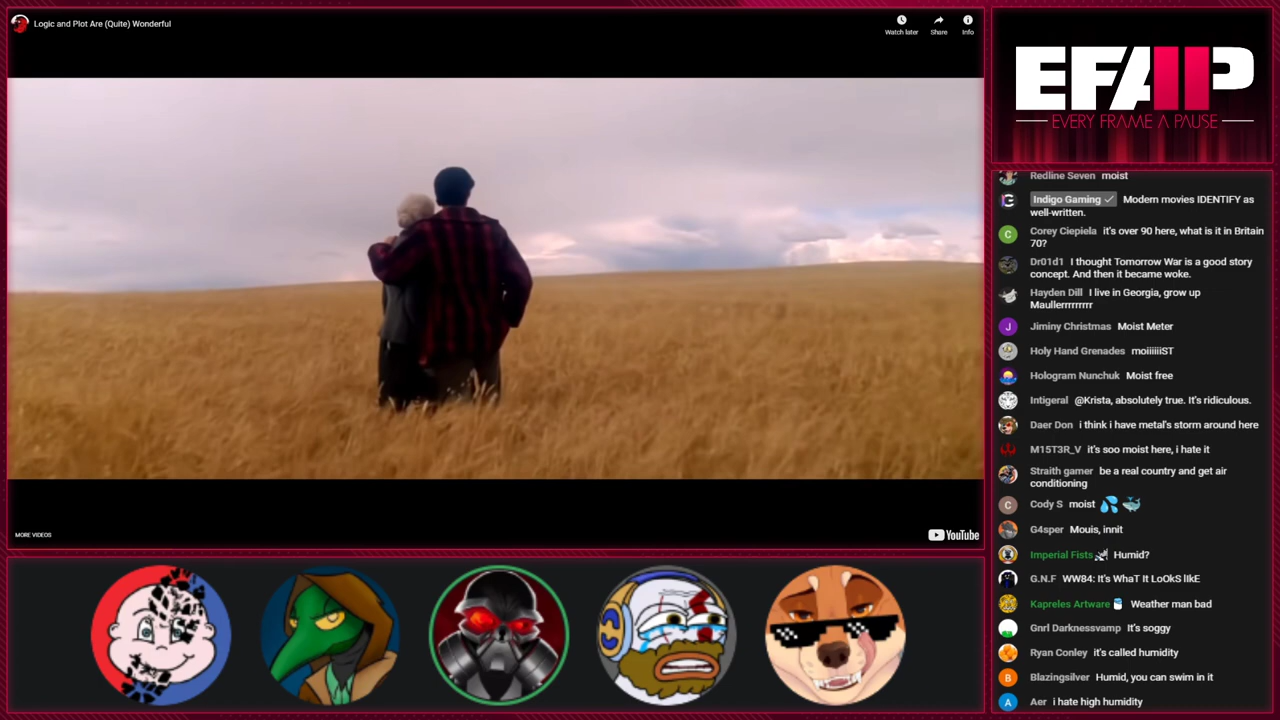 Logic and Plot Are (Quite) Wonderful
Watch later
Share
Info
MORE VIDEOS
YouTube
EFAP
EVERY FRAME A PAUSE
Redline Seven moist
Indigo Gaming ✓ Modern movies IDENTIFY as
well-written.
Corey Ciepiela it's over 90 here, what is it in Britain
70?
Dr01d1 I thought Tomorrow War is a good story
concept. And then it became woke.
Hayden Dill I live in Georgia, grow up
Maullerrrrrrrr
Jiminy Christmas Moist Meter
Holy Hand Grenades moiiiiiiST
Hologram Nunchuk Moist free
Intigeral @Krista, absolutely true. It's ridiculous.
Daer Don i think i have metal's storm around here
M15T3R_V it's soo moist here, i hate it
Straith gamer be a real country and get air
conditioning
Cody S moist 💦 🐳
G4sper Mouis, innit
Imperial Fists Humid?
G.N.F WW84: It's WhaT It LoOkS likE
Kapreles Artware Weather man bad
Gnrl Darknessvamp It's soggy
Ryan Conley it's called humidity
Blazingsilver Humid, you can swim in it
Aer i hate high humidity